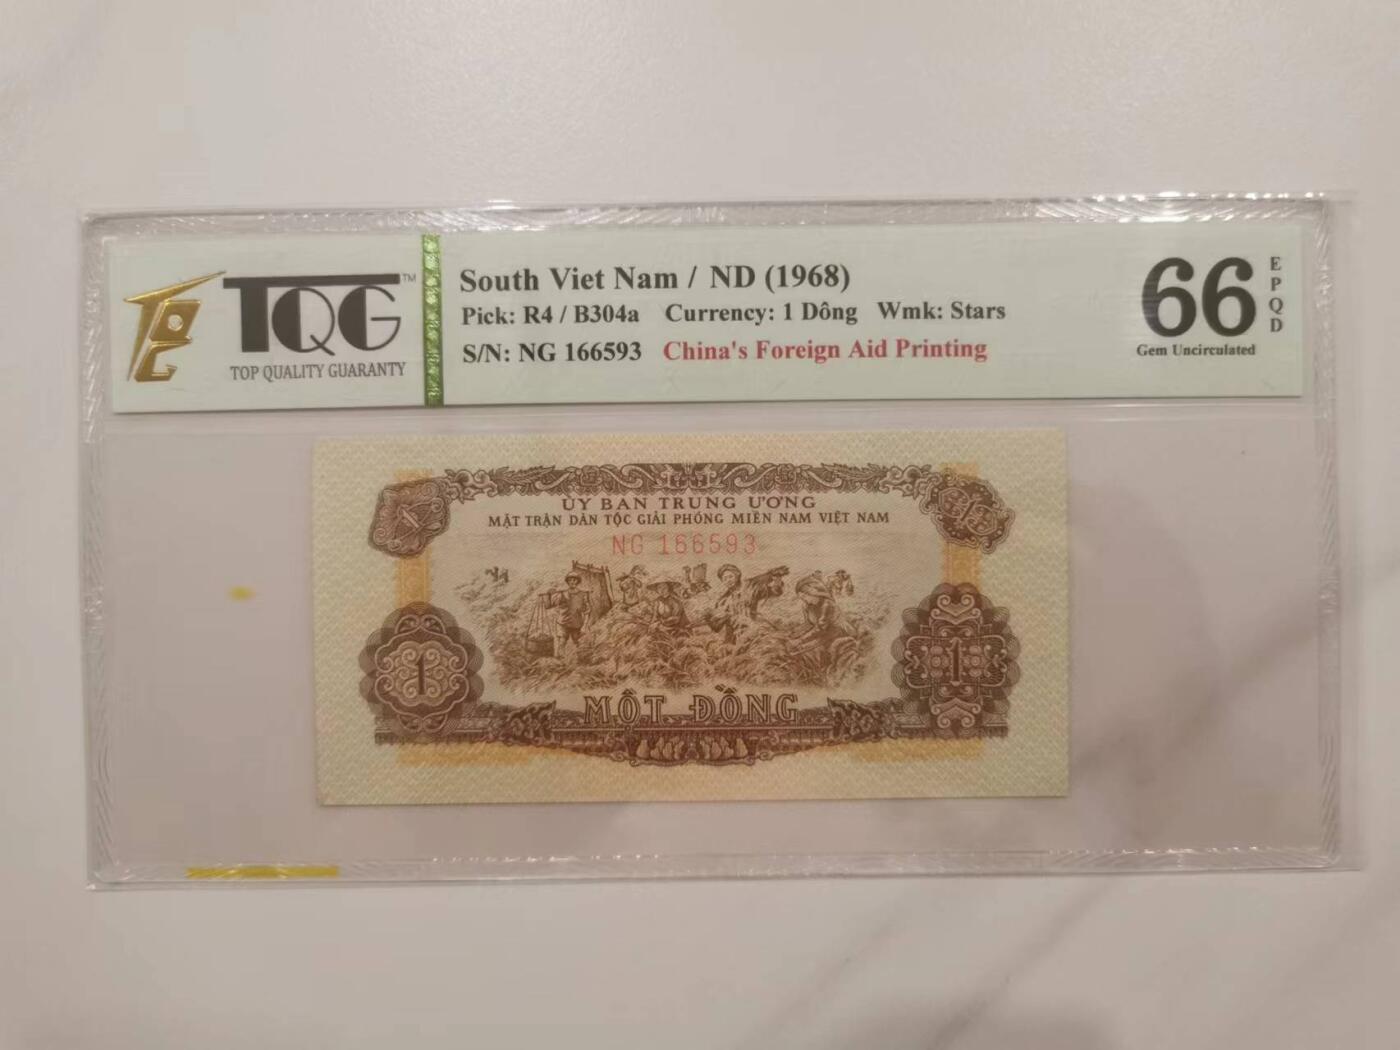 TQG™
TOP QUALITY GUARANTY
South Viet Nam / ND (1968)
Pick: R4 / B304a Currency: 1 Dông Wmk: Stars
S/N: NG 166593 China's Foreign Aid Printing
66
EPQD
Gem Uncirculated
ỦY BAN TRUNG ƯƠNG
MẶT TRẬN DÂN TỘC GIẢI PHÓNG MIỀN NAM VIỆT NAM
NG 166593
1
1
1
MỘT ĐỒNG